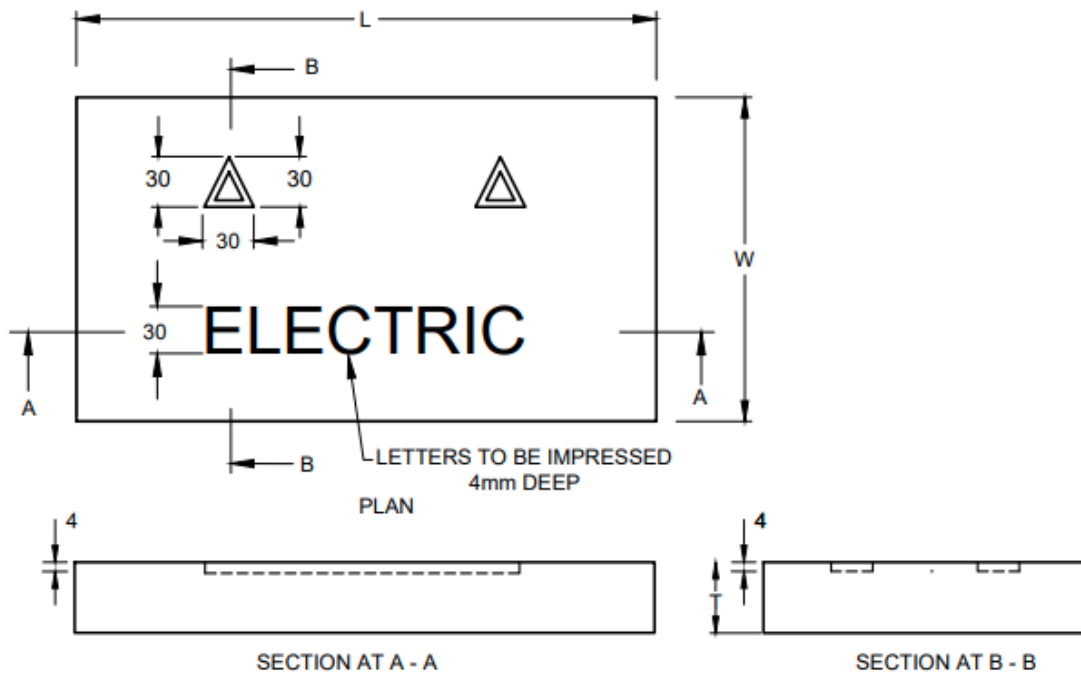 L
B
30
30
30
W
30
ELECTRIC
A
A
B
LETTERS TO BE IMPRESSED
4mm DEEP
PLAN
4
4
T
SECTION AT A - A
SECTION AT B - B